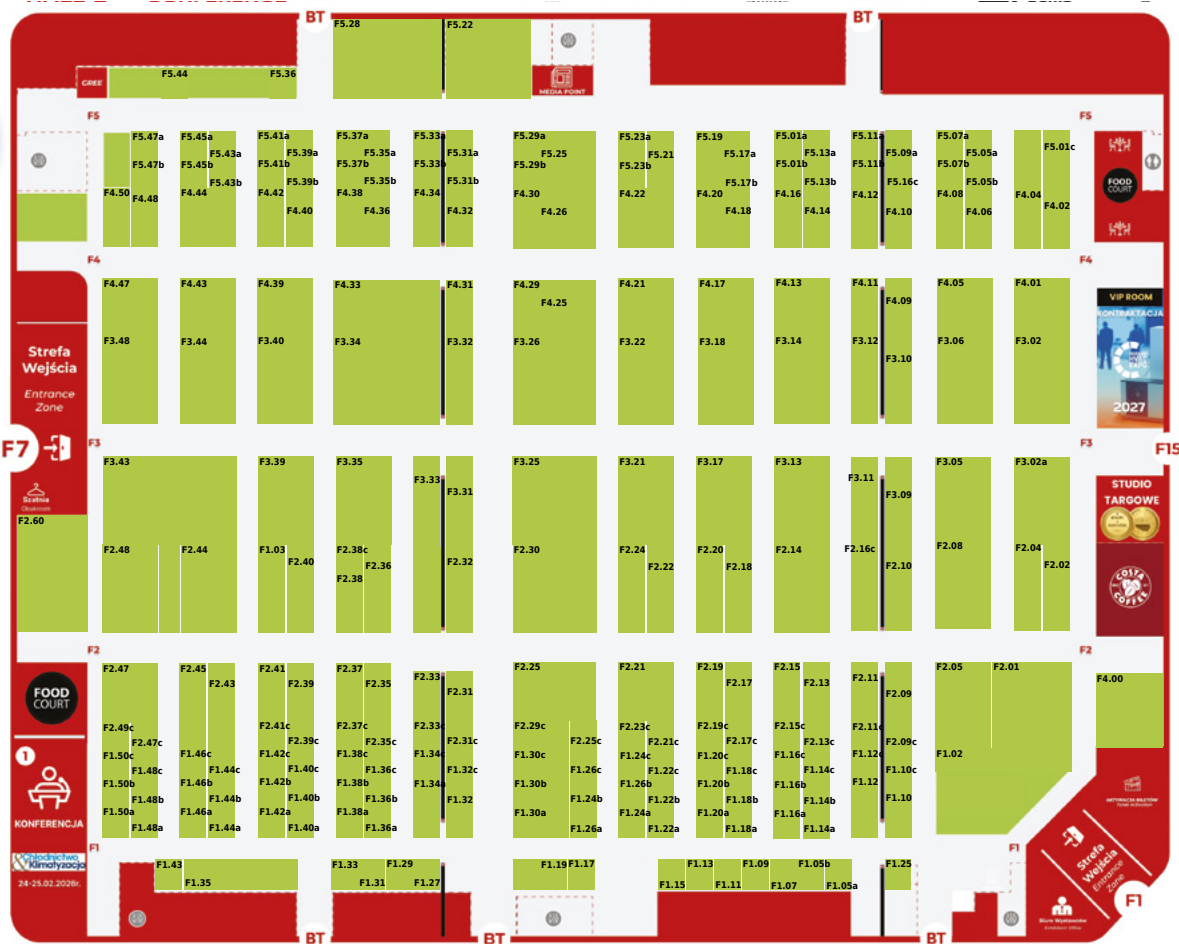 BT
BT
F5.28
F5.22
F5.44
F5.36
CREE
MEDIA POINT
F5
F5
F5.47a
F5.45a
F5.41a
F5.37a
F5.33a
F5.29a
F5.23a
F5.19
F5.01a
F5.11a
F5.07a
F5.01c
F5.43a
F5.39a
F5.35a
F5.31a
F5.25
F5.21
F5.17a
F5.13a
F5.09a
F5.05a
F5.47b
F5.45b
F5.41b
F5.37b
F5.33b
F5.29b
F5.23b
F5.01b
F5.11b
F5.07b
F5.43b
F5.39b
F5.35b
F5.31b
F5.17b
F5.13b
F5.16c
F5.05b
FOOD
COURT
F4.50
F4.48
F4.44
F4.42
F4.38
F4.34
F4.30
F4.22
F4.20
F4.16
F4.12
F4.08
F4.04
F4.40
F4.36
F4.32
F4.26
F4.18
F4.14
F4.10
F4.06
F4.02
F4
F4
F4.47
F4.43
F4.39
F4.33
F4.31
F4.29
F4.21
F4.17
F4.13
F4.11
F4.05
F4.01
F4.25
F4.09
VIP ROOM
KONTRAKTACJA
2027
F3.48
F3.44
F3.40
F3.34
F3.32
F3.26
F3.22
F3.18
F3.14
F3.12
F3.06
F3.02
F3.10
Strefa
Wejścia
Entrance
Zone
F7
F3
F3
F15
F3.43
F3.39
F3.35
F3.25
F3.21
F3.17
F3.13
F3.05
F3.02a
F3.33
F3.31
F3.11
F3.09
STUDIO
TARGOWE
Szatnia
Cloakroom
F2.60
F2.48
F2.44
F1.03
F2.38c
F2.30
F2.24
F2.20
F2.14
F2.16c
F2.08
F2.04
F2.40
F2.36
F2.32
F2.22
F2.18
F2.10
F2.02
F2.38
COSTA
COFFEE
F2
F2
F2.47
F2.45
F2.41
F2.37
F2.33
F2.25
F2.21
F2.19
F2.15
F2.11
F2.05
F2.01
F4.00
F2.43
F2.39
F2.35
F2.31
F2.17
F2.13
F2.09
FOOD
COURT
F2.49c
F2.41c
F2.37c
F2.33c
F2.29c
F2.23c
F2.19c
F2.15c
F2.11c
F2.47c
F2.39c
F2.35c
F2.31c
F2.25c
F2.21c
F2.17c
F2.13c
F2.09c
F1.50c
F1.46c
F1.42c
F1.38c
F1.34c
F1.30c
F1.24c
F1.20c
F1.16c
F1.12c
F1.02
F1.48c
F1.44c
F1.40c
F1.36c
F1.32c
F1.26c
F1.22c
F1.18c
F1.14c
F1.10c
F1.50b
F1.46b
F1.42b
F1.38b
F1.34a
F1.30b
F1.26b
F1.20b
F1.16b
F1.12
F1.48b
F1.44b
F1.40b
F1.36b
F1.32
F1.24b
F1.22b
F1.18b
F1.14b
F1.10
F1.50a
F1.46a
F1.42a
F1.38a
F1.30a
F1.24a
F1.20a
F1.16a
F1.48a
F1.44a
F1.40a
F1.36a
F1.26a
F1.22a
F1.18a
F1.14a
1
KONFERENCJA
Chłodnictwo
&Klimatyzacja
24-25.02.2026r.
F1
F1
F1.43
F1.35
F1.33
F1.29
F1.31
F1.27
F1.19
F1.17
F1.13
F1.09
F1.05b
F1.15
F1.11
F1.07
F1.05a
F1.25
Strefa
Wejścia
Entrance
Zone
F1
Biuro Wystawców
BT
BT
BT